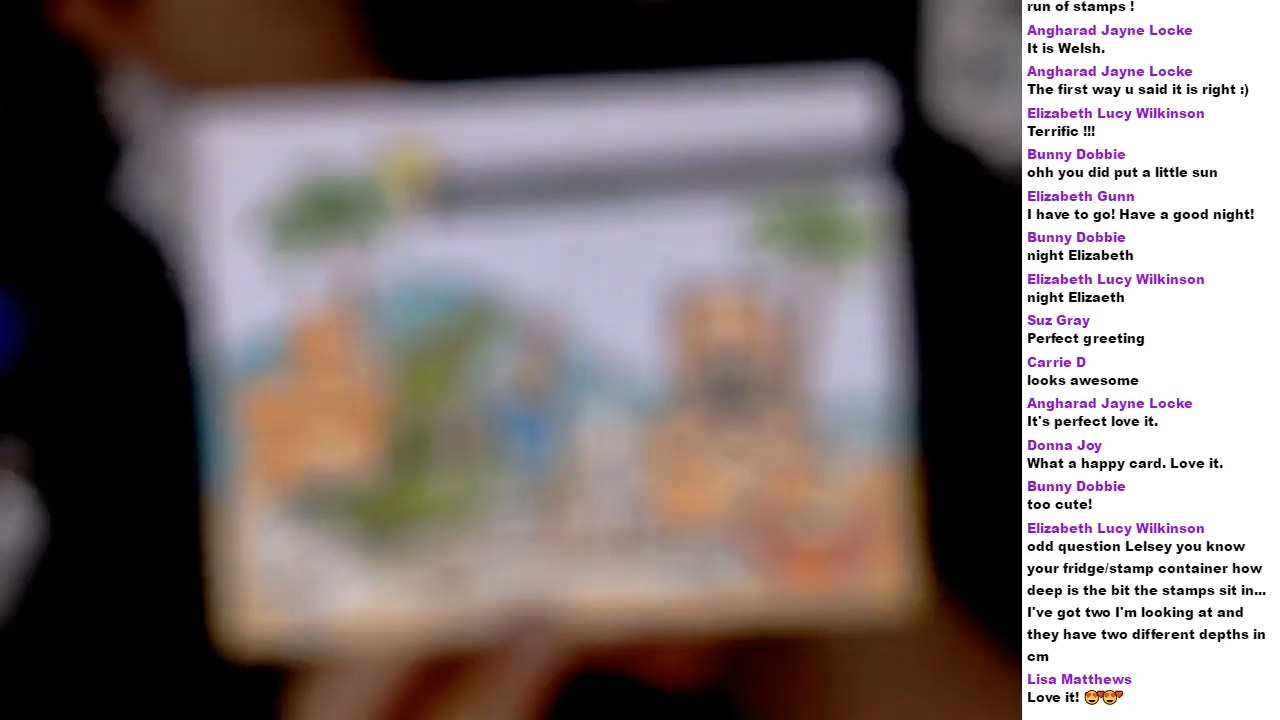 run of stamps !
Angharad Jayne Locke
It is Welsh.
Angharad Jayne Locke
The first way u said it is right :)
Elizabeth Lucy Wilkinson
Terrific !!!
Bunny Dobbie
ohh you did put a little sun
Elizabeth Gunn
I have to go! Have a good night!
Bunny Dobbie
night Elizabeth
Elizabeth Lucy Wilkinson
night Elizaeth
Suz Gray
Perfect greeting
Carrie D
looks awesome
Angharad Jayne Locke
It's perfect love it.
Donna Joy
What a happy card. Love it.
Bunny Dobbie
too cute!
Elizabeth Lucy Wilkinson
odd question Lelsey you know
your fridge/stamp container how
deep is the bit the stamps sit in...
I've got two I'm looking at and
they have two different depths in
cm
Lisa Matthews
Love it! 😍😍